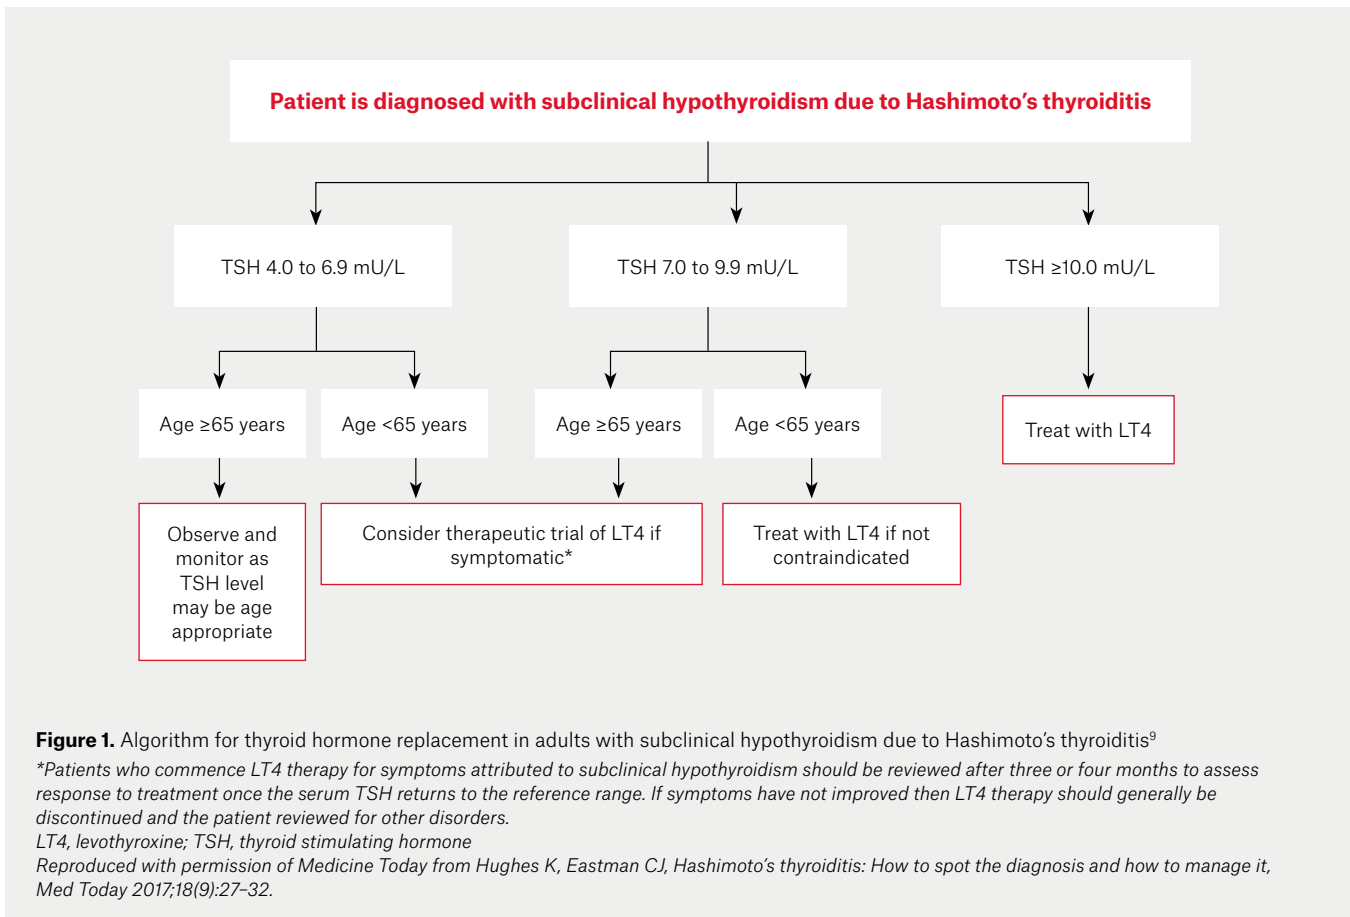 Patient is diagnosed with subclinical hypothyroidism due to Hashimoto’s thyroiditis
TSH 4.0 to 6.9 mU/L
TSH 7.0 to 9.9 mU/L
TSH ≥10.0 mU/L
Age ≥65 years
Age <65 years
Age ≥65 years
Age <65 years
Treat with LT4
Observe and
monitor as
TSH level
may be age
appropriate
Consider therapeutic trial of LT4 if
symptomatic*
Treat with LT4 if not
contraindicated
Figure 1. Algorithm for thyroid hormone replacement in adults with subclinical hypothyroidism due to Hashimoto’s thyroiditis⁹
*Patients who commence LT4 therapy for symptoms attributed to subclinical hypothyroidism should be reviewed after three or four months to assess
response to treatment once the serum TSH returns to the reference range. If symptoms have not improved then LT4 therapy should generally be
discontinued and the patient reviewed for other disorders.
LT4, levothyroxine; TSH, thyroid stimulating hormone
Reproduced with permission of Medicine Today from Hughes K, Eastman CJ, Hashimoto’s thyroiditis: How to spot the diagnosis and how to manage it,
Med Today 2017;18(9):27–32.